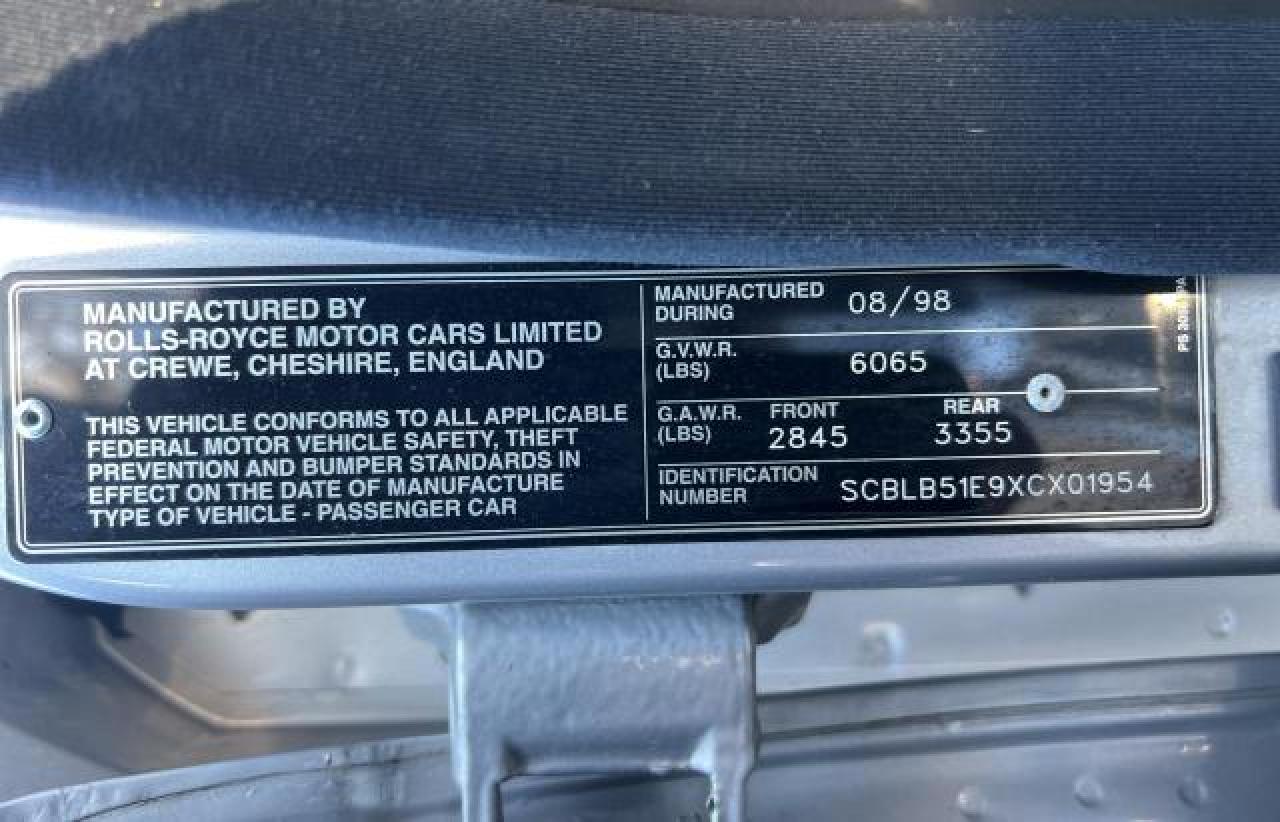 MANUFACTURED BY
ROLLS-ROYCE MOTOR CARS LIMITED
AT CREWE, CHESHIRE, ENGLAND
THIS VEHICLE CONFORMS TO ALL APPLICABLE
FEDERAL MOTOR VEHICLE SAFETY, THEFT
PREVENTION AND BUMPER STANDARDS IN
EFFECT ON THE DATE OF MANUFACTURE
TYPE OF VEHICLE - PASSENGER CAR
MANUFACTURED
DURING 08/98
G.V.W.R.
(LBS) 6065
G.A.W.R. FRONT REAR
(LBS) 2845 3355
IDENTIFICATION
NUMBER SCBLB51E9XCX01954